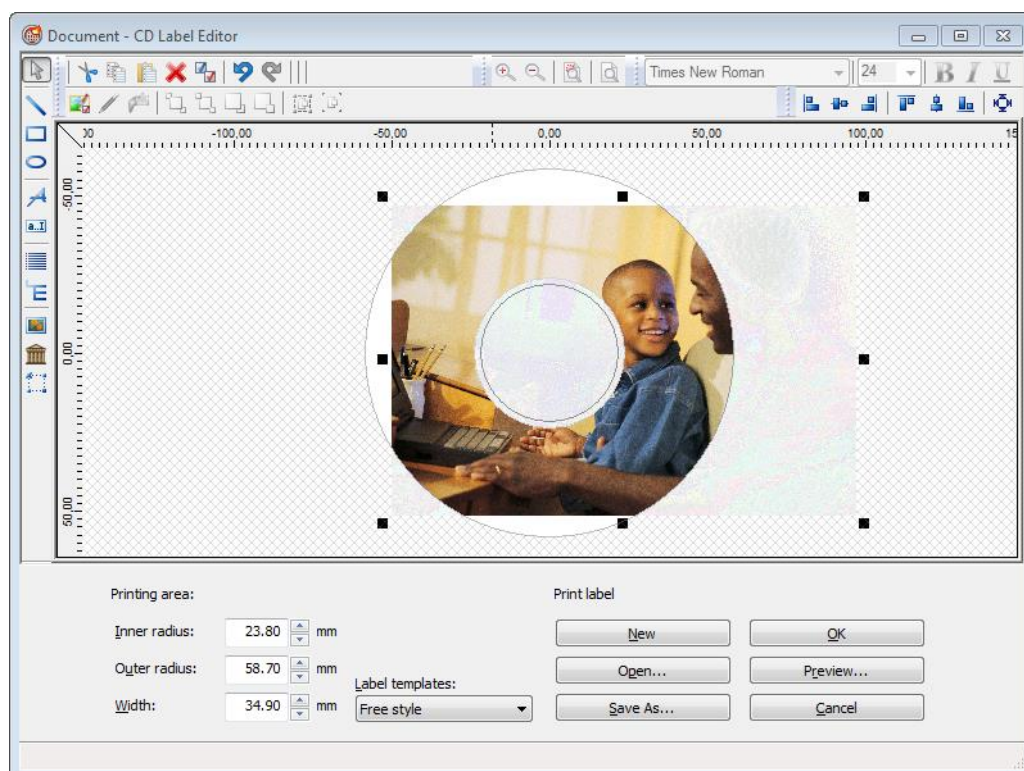 Document - CD Label Editor
Times New Roman 24 B I U
a..I
00 -100,00 -50,00 0,00 50,00 100,00 15
-50,00
0,00
50,00
Printing area: Print label
Inner radius: 23.80 mm New OK
Outer radius: 58.70 mm Open... Preview...
Label templates:
Width: 34.90 mm Free style Save As... Cancel